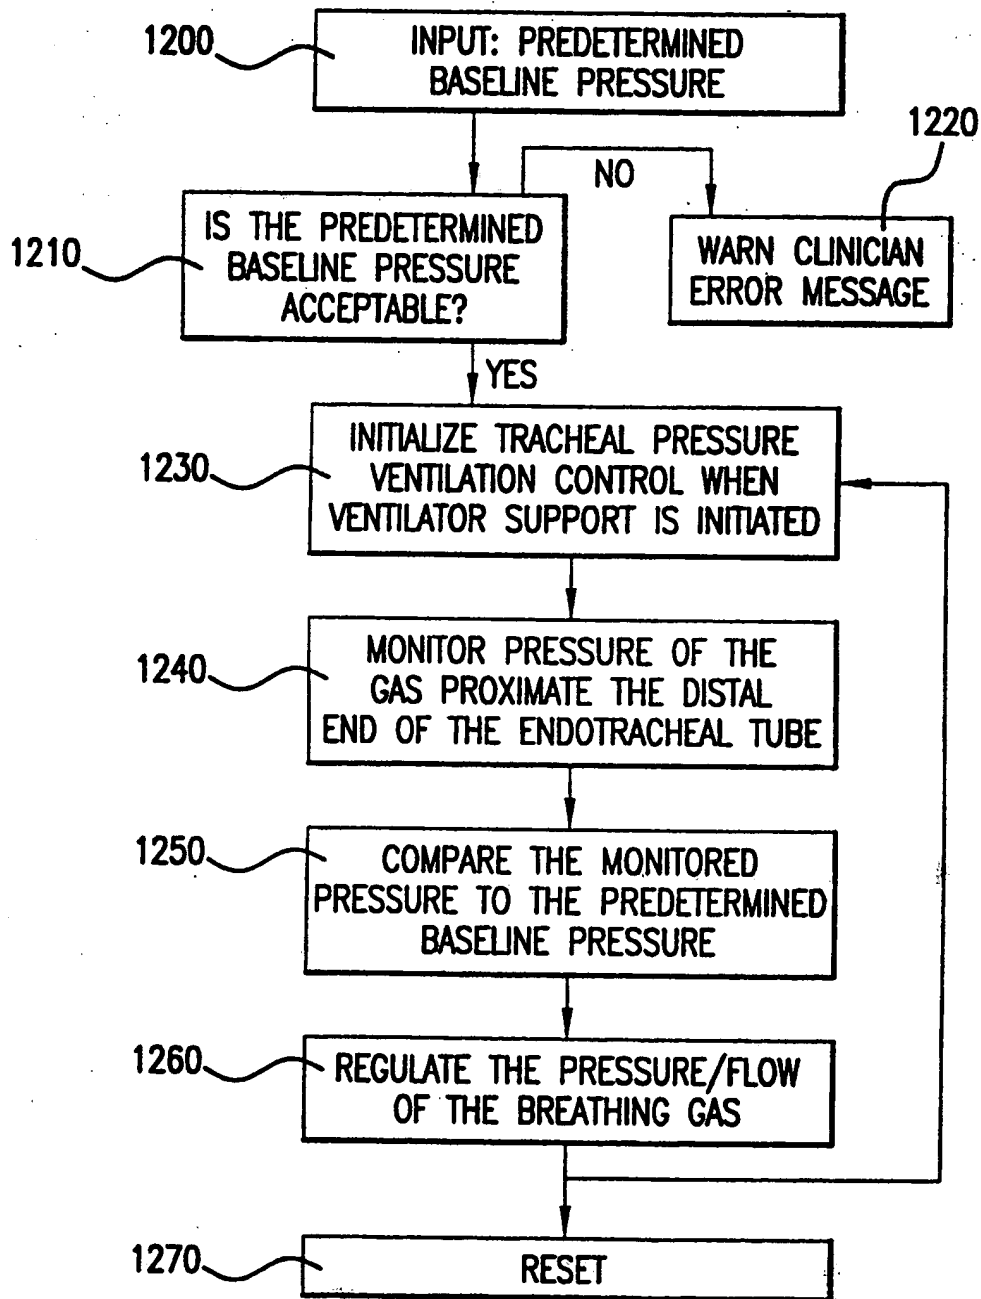 1200
INPUT: PREDETERMINED
BASELINE PRESSURE
1220
NO
1210
IS THE PREDETERMINED
BASELINE PRESSURE
ACCEPTABLE?
WARN CLINICIAN
ERROR MESSAGE
YES
1230
INITIALIZE TRACHEAL PRESSURE
VENTILATION CONTROL WHEN
VENTILATOR SUPPORT IS INITIATED
1240
MONITOR PRESSURE OF THE
GAS PROXIMATE THE DISTAL
END OF THE ENDOTRACHEAL TUBE
1250
COMPARE THE MONITORED
PRESSURE TO THE PREDETERMINED
BASELINE PRESSURE
1260
REGULATE THE PRESSURE/FLOW
OF THE BREATHING GAS
1270
RESET